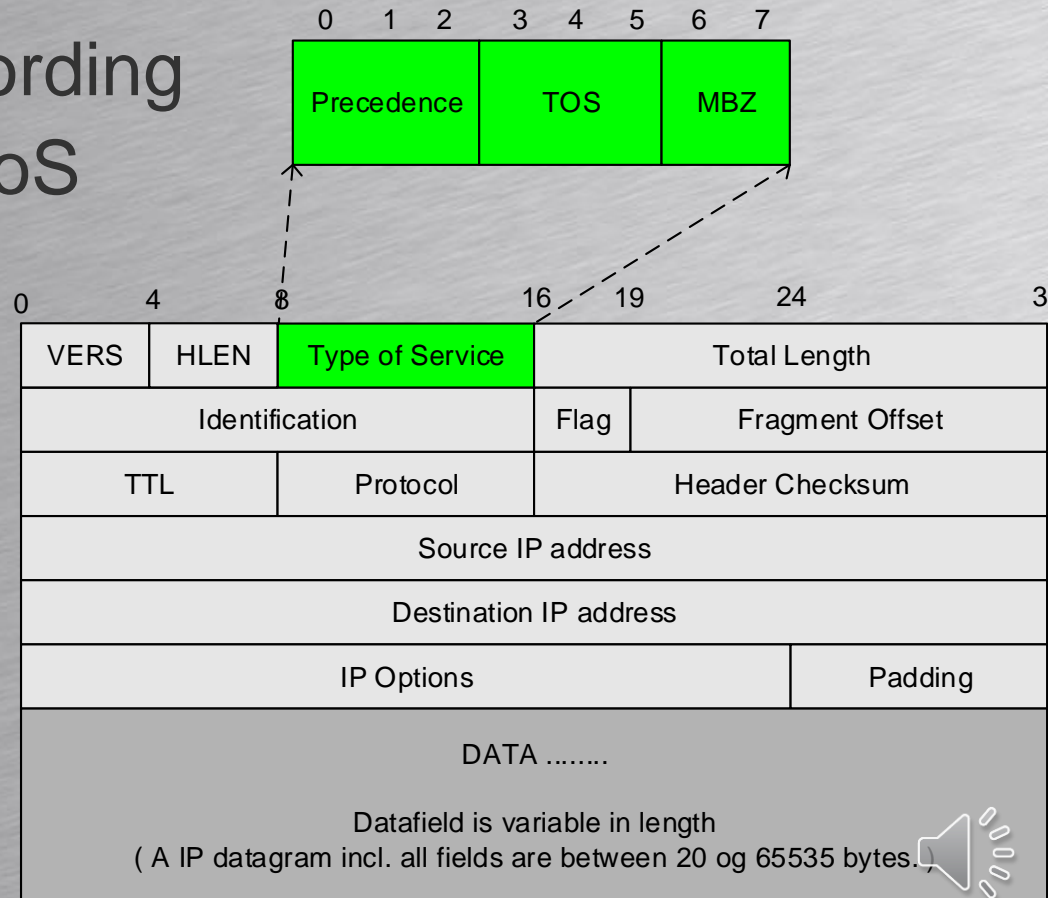 ording
oS
0 1 2 3 4 5 6 7
Precedence TOS MBZ
0 4 8 16 19 24 3
VERS HLEN Type of Service Total Length
Identification Flag Fragment Offset
TTL Protocol Header Checksum
Source IP address
Destination IP address
IP Options Padding
DATA ........
Datafield is variable in length
( A IP datagram incl. all fields are between 20 og 65535 bytes. )